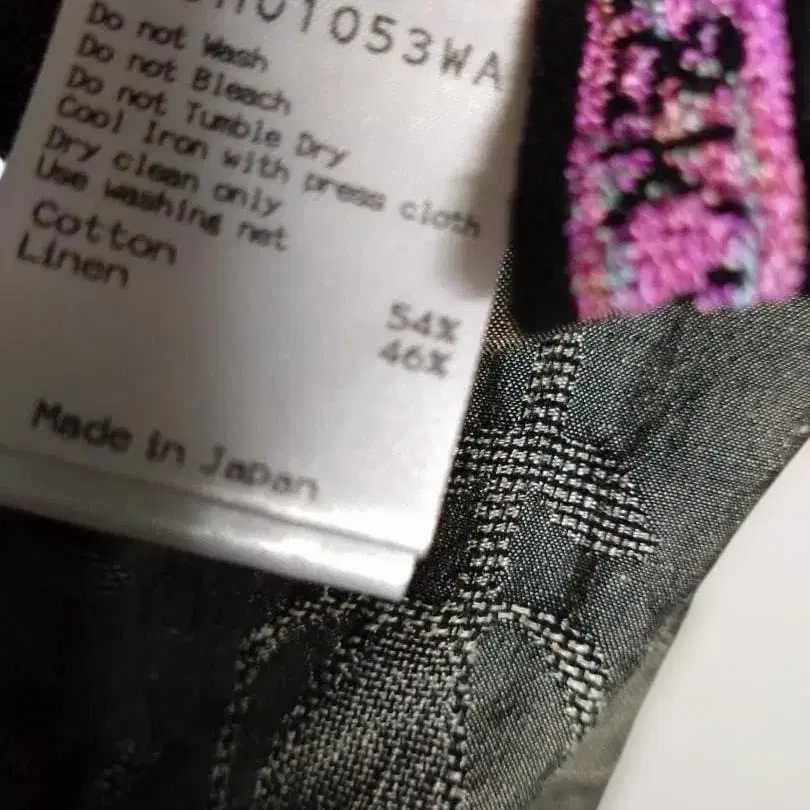 01053WA
Do not Wash
Do not Bleach
Do not Tumble Dry
Cool Iron with press cloth
Dry clean only
Use washing net
Cotton 54%
Linen 46%
Made in Japan